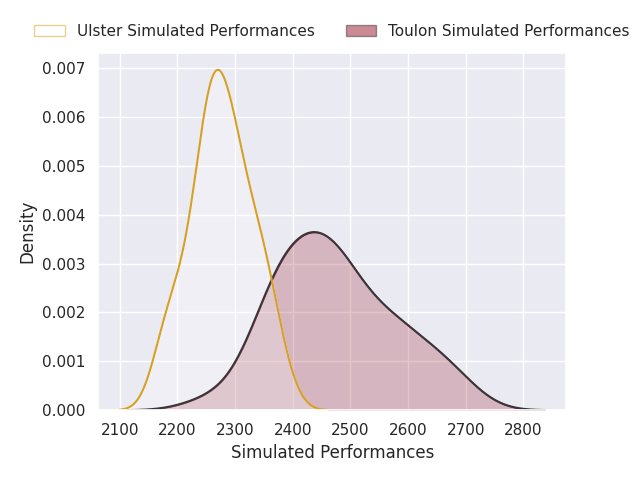 Ulster Simulated Performances
Toulon Simulated Performances
0.007
0.006
0.005
0.004
0.003
0.002
0.001
0.000
Density
2100 2200 2300 2400 2500 2600 2700 2800
Simulated Performances